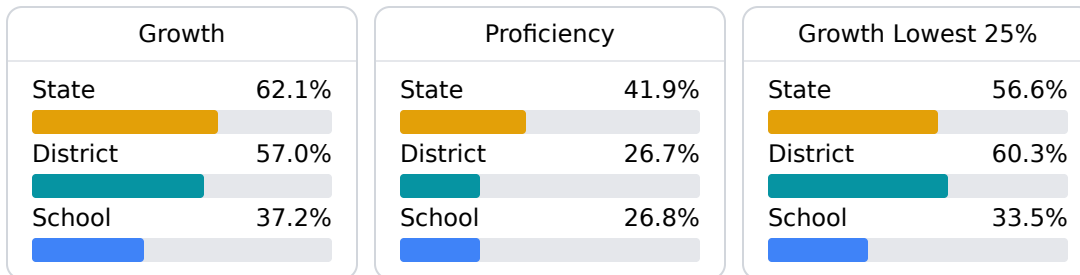 Growth
State 62.1%
District 57.0%
School 37.2%
Proficiency
State 41.9%
District 26.7%
School 26.8%
Growth Lowest 25%
State 56.6%
District 60.3%
School 33.5%